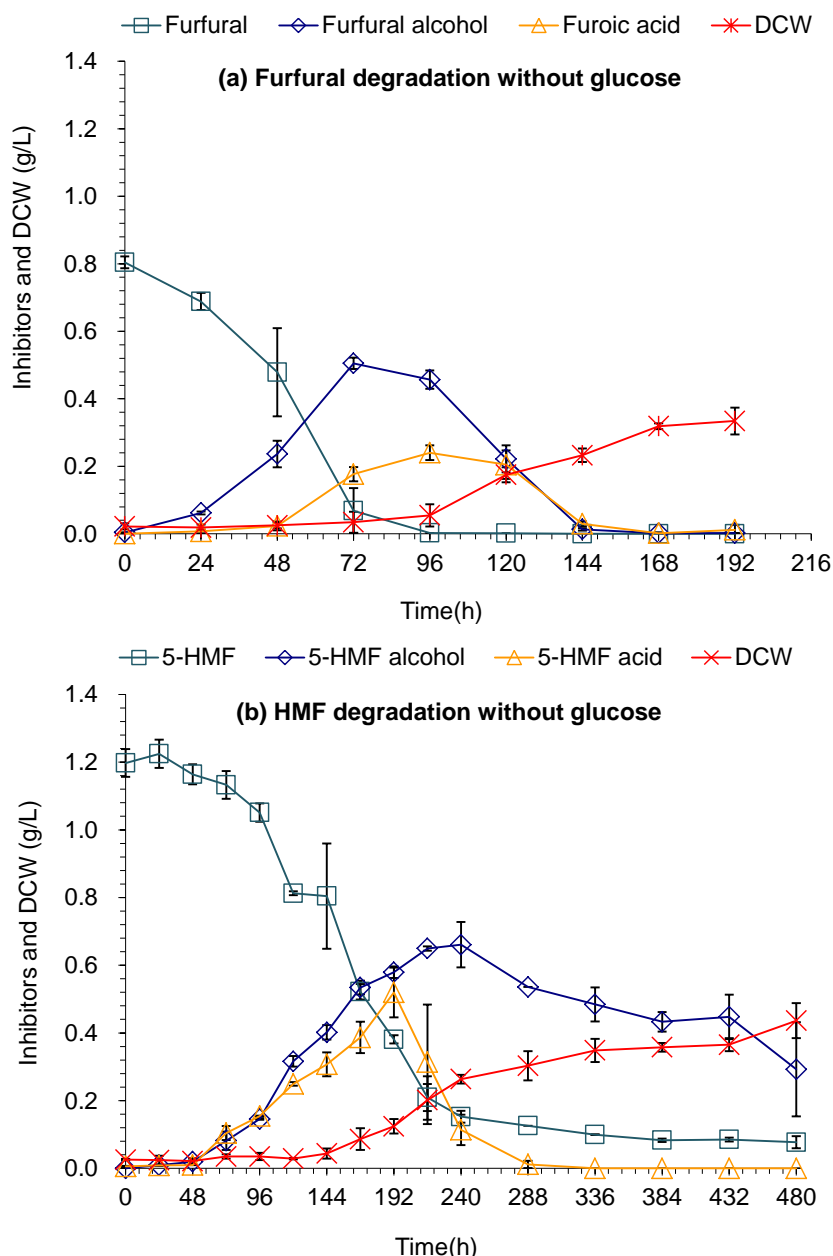 Furfural Furfural alcohol Furoic acid DCW
(a) Furfural degradation without glucose
1.4
1.2
1.0
0.8
0.6
0.4
0.2
0.0
Inhibitors and DCW (g/L)
0 24 48 72 96 120 144 168 192 216
Time(h)
5-HMF 5-HMF alcohol 5-HMF acid DCW
(b) HMF degradation without glucose
1.4
1.2
1.0
0.8
0.6
0.4
0.2
0.0
Inhibitors and DCW (g/L)
0 48 96 144 192 240 288 336 384 432 480
Time(h)